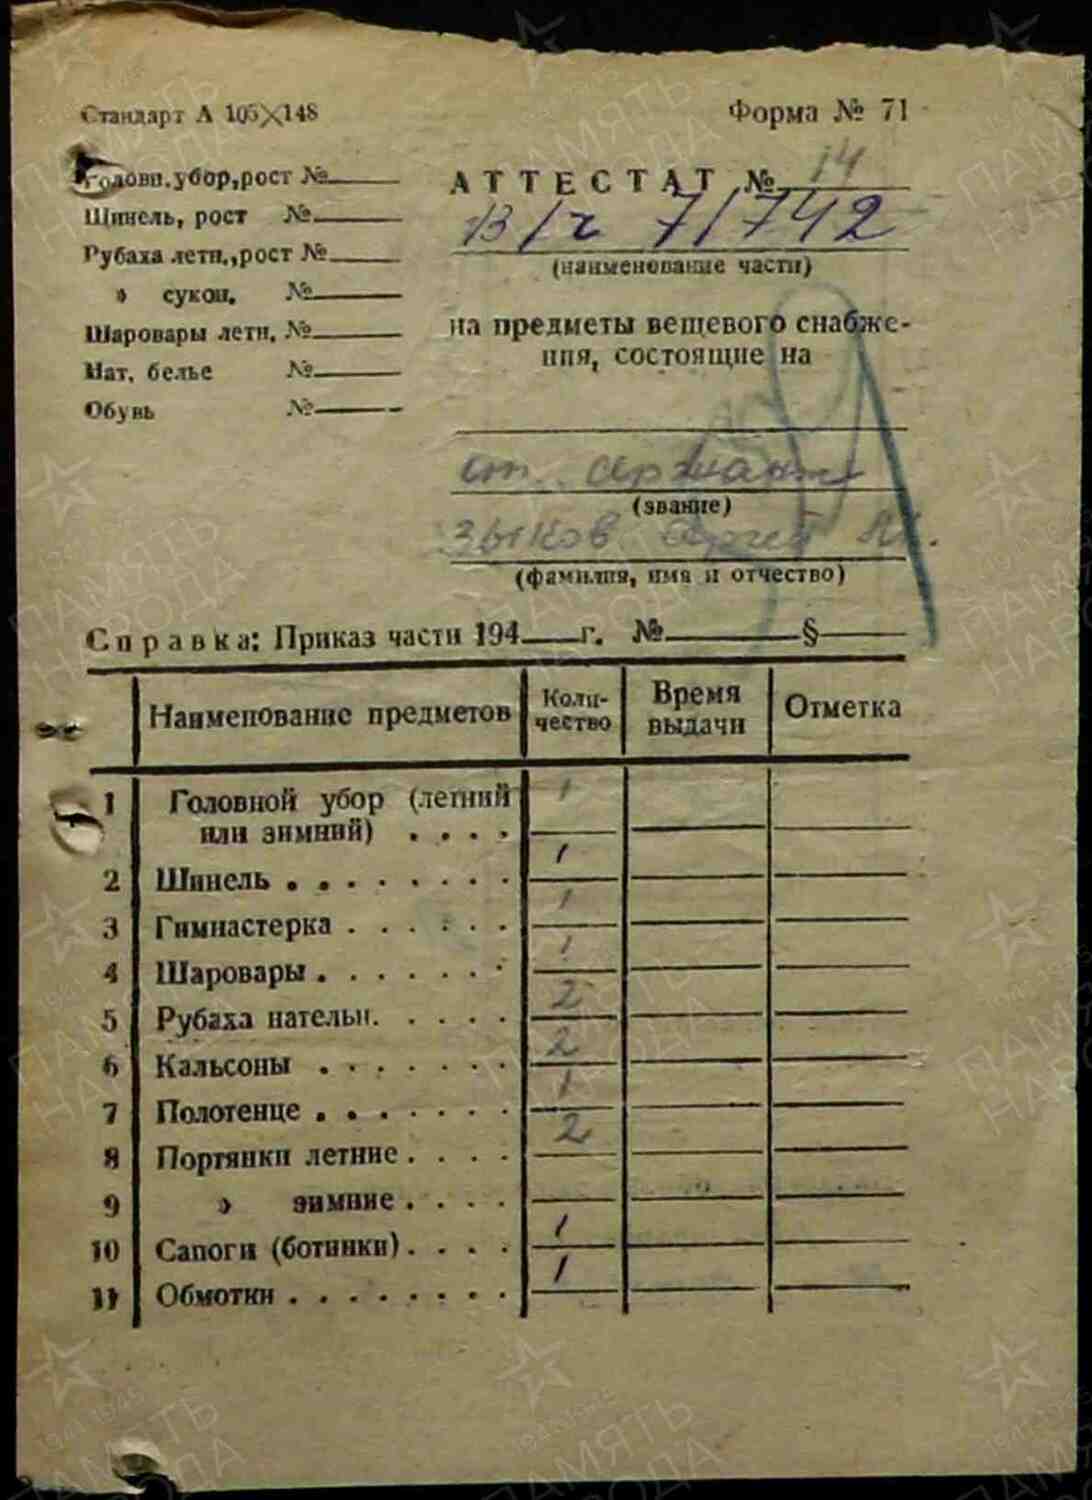 Стандарт А 105×148
Форма № 71
Головн.убор,рост №
Шинель, рост №
Рубаха летн.,рост №
» сукон. №
Шаровары летн. №
Нат. белье №
Обувь №
АТТЕСТАТ № 14
В/ч 71742
(наименование части)
на предметы вещевого снабже-
ния, состоящие на
ст. сержант
(звание)
Зыков Сергей
(фамилия, имя и отчество)
Справка: Приказ части 194 г. № §
Наименование предметов Коли-чество Время выдачи Отметка
1 Головной убор (летний
или зимний) . . . . 1
2 Шинель . . . . . . . . 1
3 Гимнастерка . . . . . . 1
4 Шаровары . . . . . . . 1
5 Рубаха нательн. . . . . 2
6 Кальсоны . . . . . . . 2
7 Полотенце . . . . . . . 1
8 Портянки летние . . . . 2
9 » зимние . . . .
10 Сапоги (ботинки) . . . . 1
11 Обмотки . . . . . . . . 1
ПАМЯТЬ НАРОДА
1941 1945